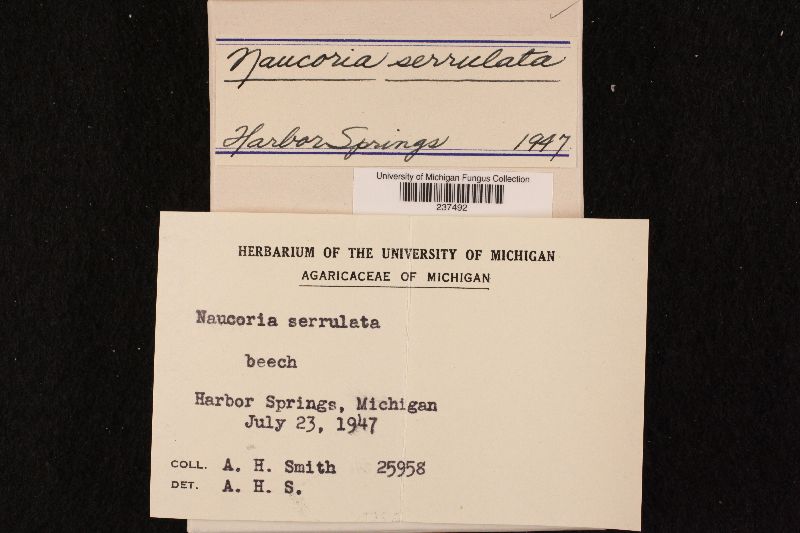 Naucoria serrulata
Harbor Springs 1947
University of Michigan Fungus Collection
237492
HERBARIUM OF THE UNIVERSITY OF MICHIGAN
AGARICACEAE OF MICHIGAN
Naucoria serrulata
beech
Harbor Springs, Michigan
July 23, 1947
COLL. A. H. Smith 25958
DET. A. H. S.